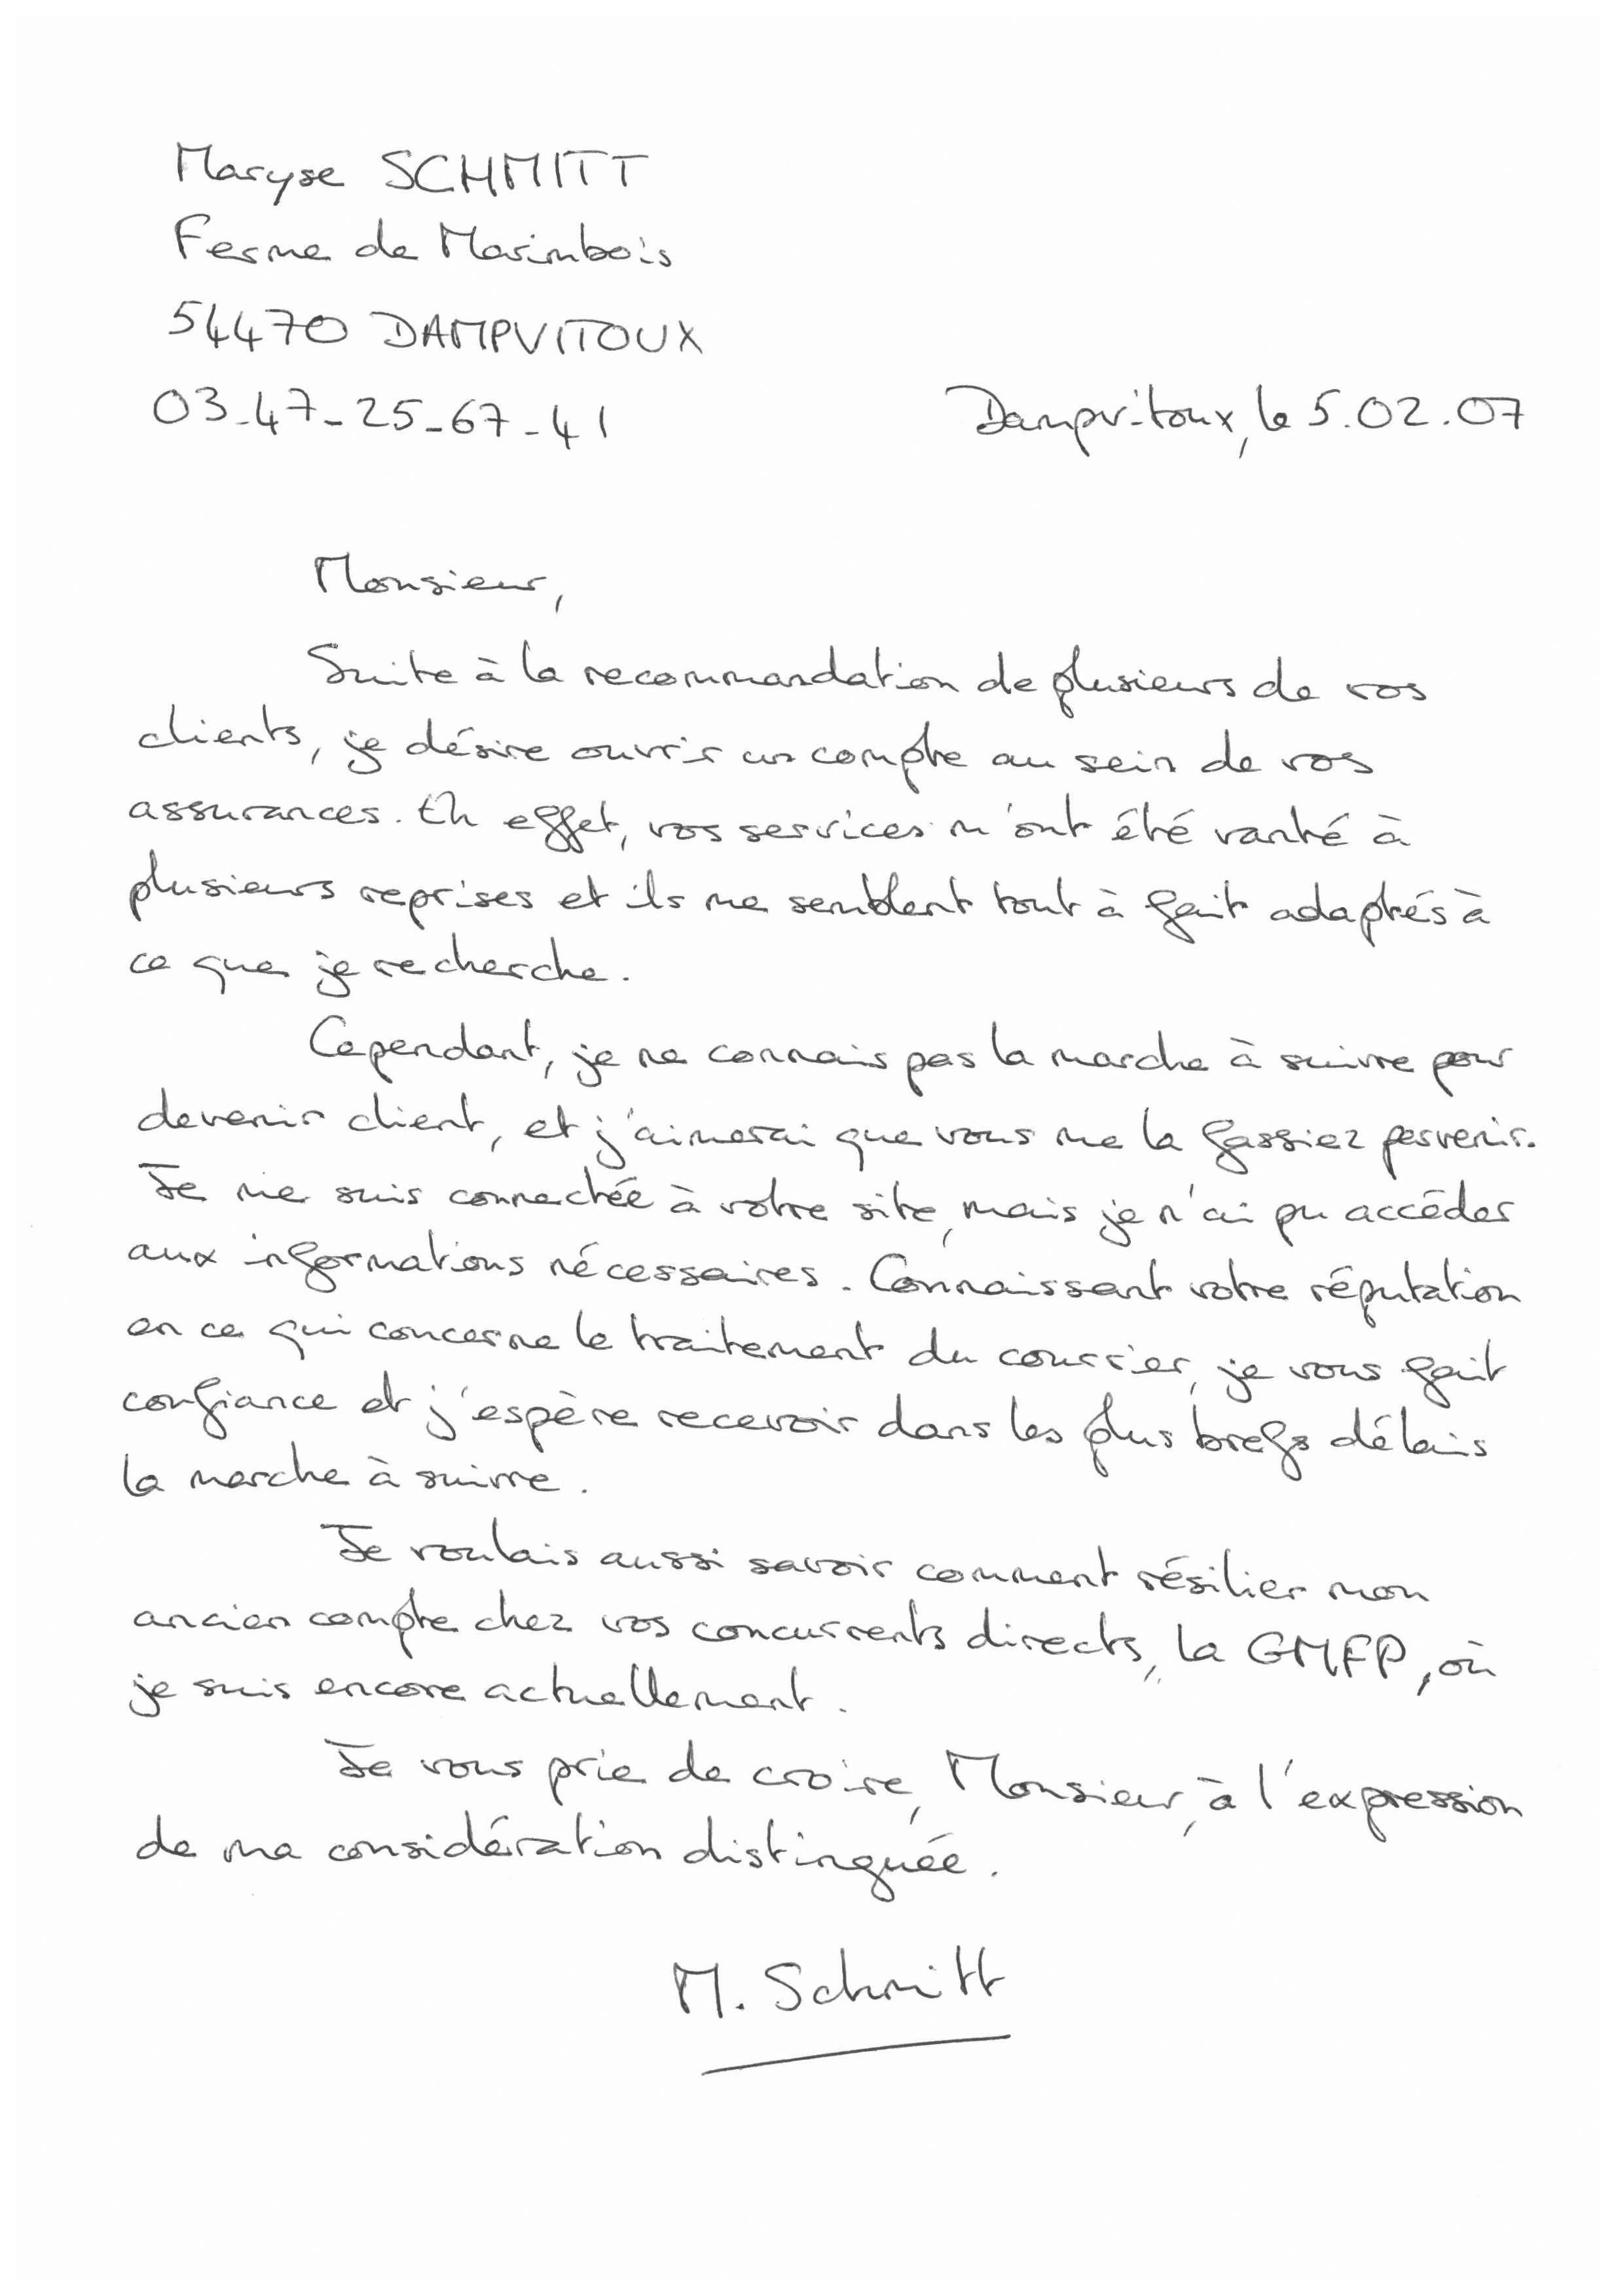 Maryse SCHMITT
Ferme de Marimbois
54470 DAMPVITOUX
03-47-25-67-41
Dampvitoux, le 5.02.07
Monsieur,
Suite à la recommandation de plusieurs de vos
clients, je désire ouvrir un compte au sein de vos
assurances. En effet, vos services m'ont été vanté à
plusieurs reprises et ils me semblent tout à fait adaptés à
ce que je recherche.
Cependant, je ne connais pas la marche à suivre pour
devenir client, et j'aimerai que vous me la fassiez parvenir.
Je me suis connectée à votre site, mais je n'ai pu accéder
aux informations nécessaires. Connaissant votre réputation
en ce qui concerne le traitement du courrier, je vous fait
confiance et j'espère recevoir dans les plus brefs délais
la marche à suivre.
Je voulais aussi savoir comment résilier mon
ancien compte chez vos concurrents directs, la GMFP, où
je suis encore actuellement.
Je vous prie de croire, Monsieur, à l'expression
de ma considération distinguée.
M. Schmitt